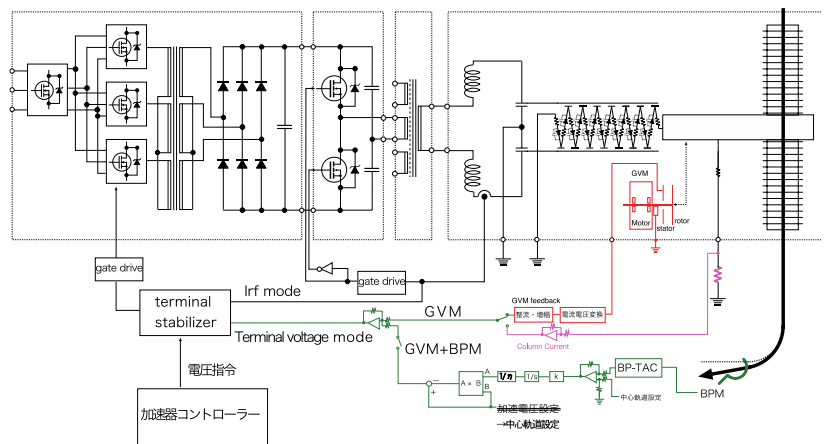 GVM
Motor
stator
rotor
gate drive
gate drive
Irf mode
terminal
stabilizer
Terminal voltage mode
GVM
GVM feedback
整流・増幅
電流電圧変換
Column Current
GVM+BPM
電圧指令
加速器コントローラー
A
A × B
B
1/η
1/s
k
BP-TAC
BPM
中心軌道設定
−
+
加速電圧設定
→中心軌道設定